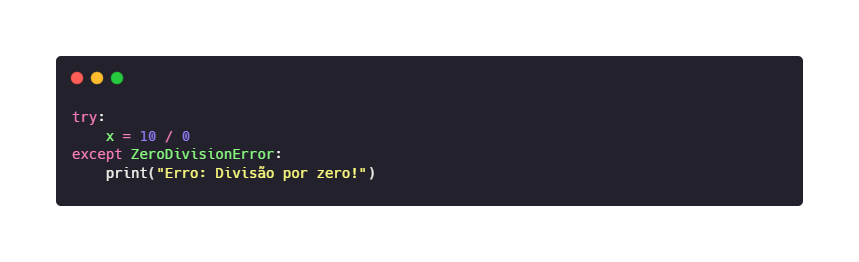 try:
    x = 10 / 0
except ZeroDivisionError:
    print("Erro: Divisão por zero!")